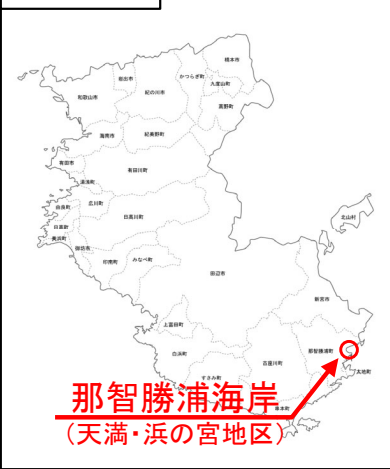 橋本市
かつらぎ町
岩出市
九度山町
紀の川市
和歌山市
高野町
海南市
紀美野町
有田市
有田川町
湯浅町
広川町
由良町
北山村
日高川町
日高町
美浜町
御坊市
みなべ町
印南町
田辺市
新宮市
上富田町
那智勝浦町
白浜町
古座川町
太地町
すさみ町
串本町
那智勝浦海岸
（天満・浜の宮地区）